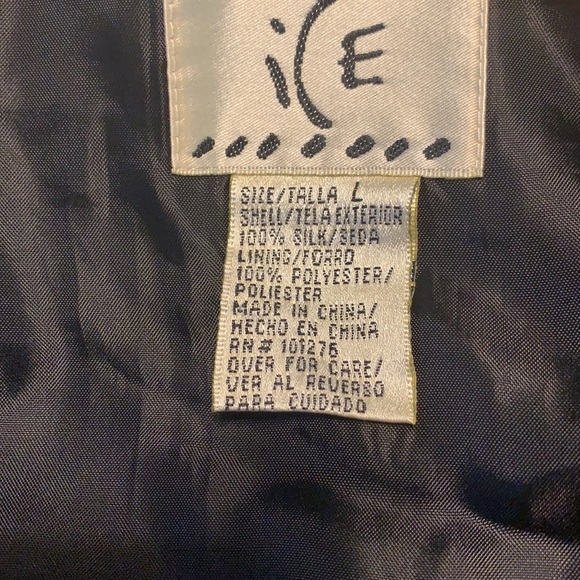 iCE
SIZE/TALLA L
SHELL/TELA EXTERIOR
100% SILK/SEDA
LINING/FORRO
100% POLYESTER/
POLIESTER
MADE IN CHINA/
HECHO EN CHINA
RN# 101276
OVER FOR CARE/
VER AL REVERSO
PARA CUIDADO